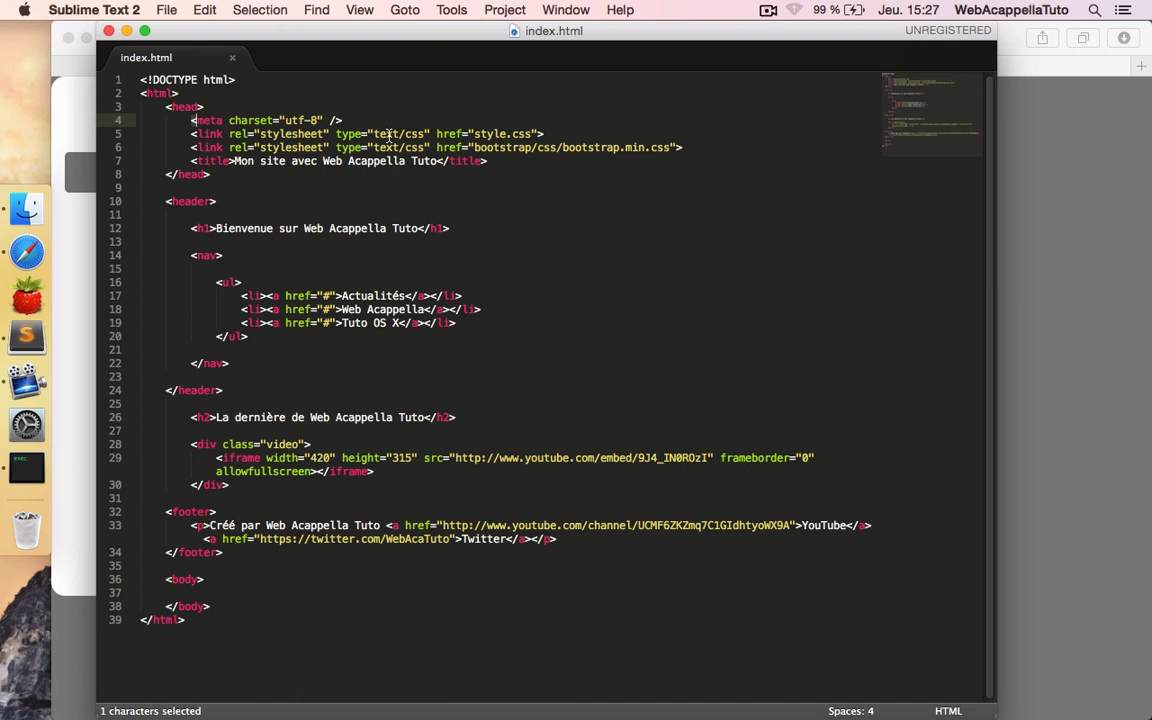 Sublime Text 2 File Edit Selection Find View Goto Tools Project Window Help 99 % Jeu. 15:27 WebAcappellaTuto
index.html UNREGISTERED
index.html
1 <!DOCTYPE html>
2 <html>
3 <head>
4 <meta charset="utf-8" />
5 <link rel="stylesheet" type="text/css" href="style.css">
6 <link rel="stylesheet" type="text/css" href="bootstrap/css/bootstrap.min.css">
7 <title>Mon site avec Web Acappella Tuto</title>
8 </head>
9
10 <header>
11
12 <h1>Bienvenue sur Web Acappella Tuto</h1>
13
14 <nav>
15
16 <ul>
17 <li><a href="#">Actualités</a></li>
18 <li><a href="#">Web Acappella</a></li>
19 <li><a href="#">Tuto OS X</a></li>
20 </ul>
21
22 </nav>
23
24 </header>
25
26 <h2>La dernière de Web Acappella Tuto</h2>
27
28 <div class="video">
29 <iframe width="420" height="315" src="http://www.youtube.com/embed/9J4_IN0ROzI" frameborder="0"
allowfullscreen></iframe>
30 </div>
31
32 <footer>
33 <p>Créé par Web Acappella Tuto <a href="http://www.youtube.com/channel/UCMF6ZKZmq7C1GIdhtyoWX9A">YouTube</a>
<a href="https://twitter.com/WebAcaTuto">Twitter</a></p>
34 </footer>
35
36 <body>
37
38 </body>
39 </html>
1 characters selected Spaces: 4 HTML